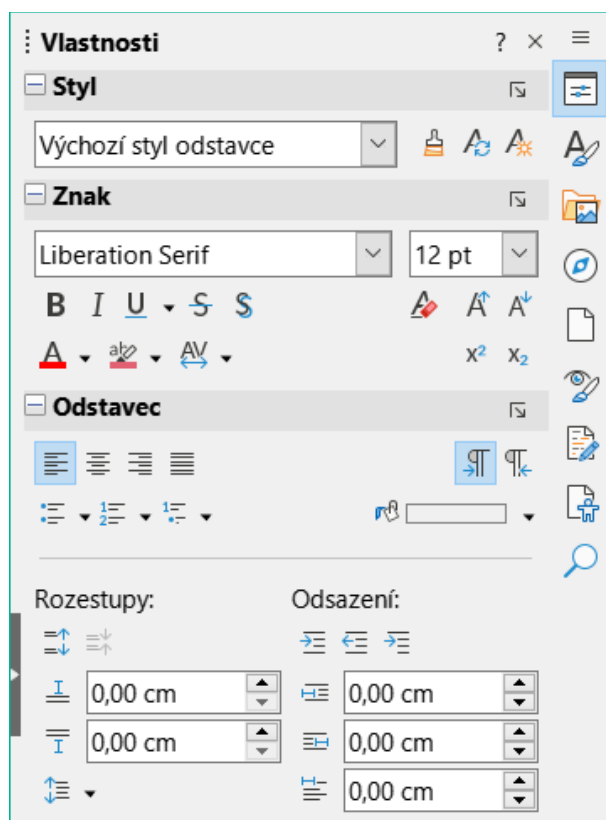 Vlastnosti ? ×
Styl
Výchozí styl odstavce
Znak
Liberation Serif 12 pt
Odstavec
Rozestupy: Odsazení:
0,00 cm 0,00 cm
0,00 cm 0,00 cm
0,00 cm